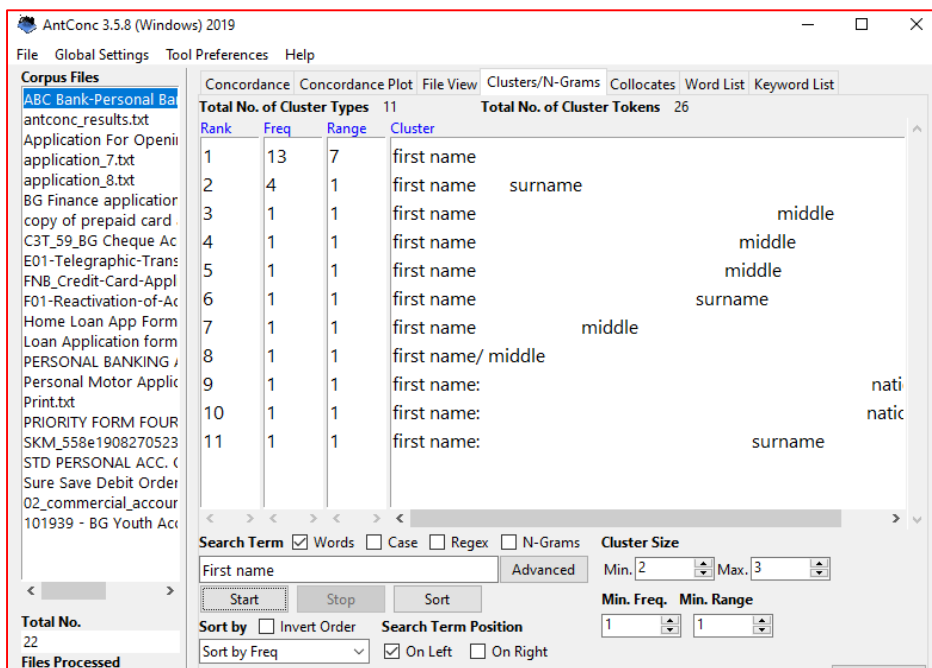 AntConc 3.5.8 (Windows) 2019
File Global Settings Tool Preferences Help
Corpus Files
ABC Bank-Personal Ba
antconc_results.txt
Application For Openi
application_7.txt
application_8.txt
BG Finance application
copy of prepaid card
C3T_59_BG Cheque Ac
E01-Telegraphic-Trans
FNB_Credit-Card-Appl
F01-Reactivation-of-Ac
Home Loan App Form
Loan Application form
PERSONAL BANKING
Personal Motor Applic
Print.txt
PRIORITY FORM FOUR
SKM_558e1908270523
STD PERSONAL ACC.
Sure Save Debit Order
02_commercial_accour
101939 - BG Youth Acc
Total No.
22
Files Processed
Concordance Concordance Plot File View Clusters/N-Grams Collocates Word List Keyword List
Total No. of Cluster Types 11 Total No. of Cluster Tokens 26
Rank Freq Range Cluster
1 13 7 first name
2 4 1 first name surname
3 1 1 first name middle
4 1 1 first name middle
5 1 1 first name middle
6 1 1 first name surname
7 1 1 first name middle
8 1 1 first name/ middle
9 1 1 first name: nati
10 1 1 first name: natic
11 1 1 first name: surname
Search Term Words Case Regex N-Grams Cluster Size
First name Advanced Min. 2 Max. 3
Start Stop Sort Min. Freq. Min. Range
Sort by Invert Order Search Term Position 1 1
Sort by Freq On Left On Right